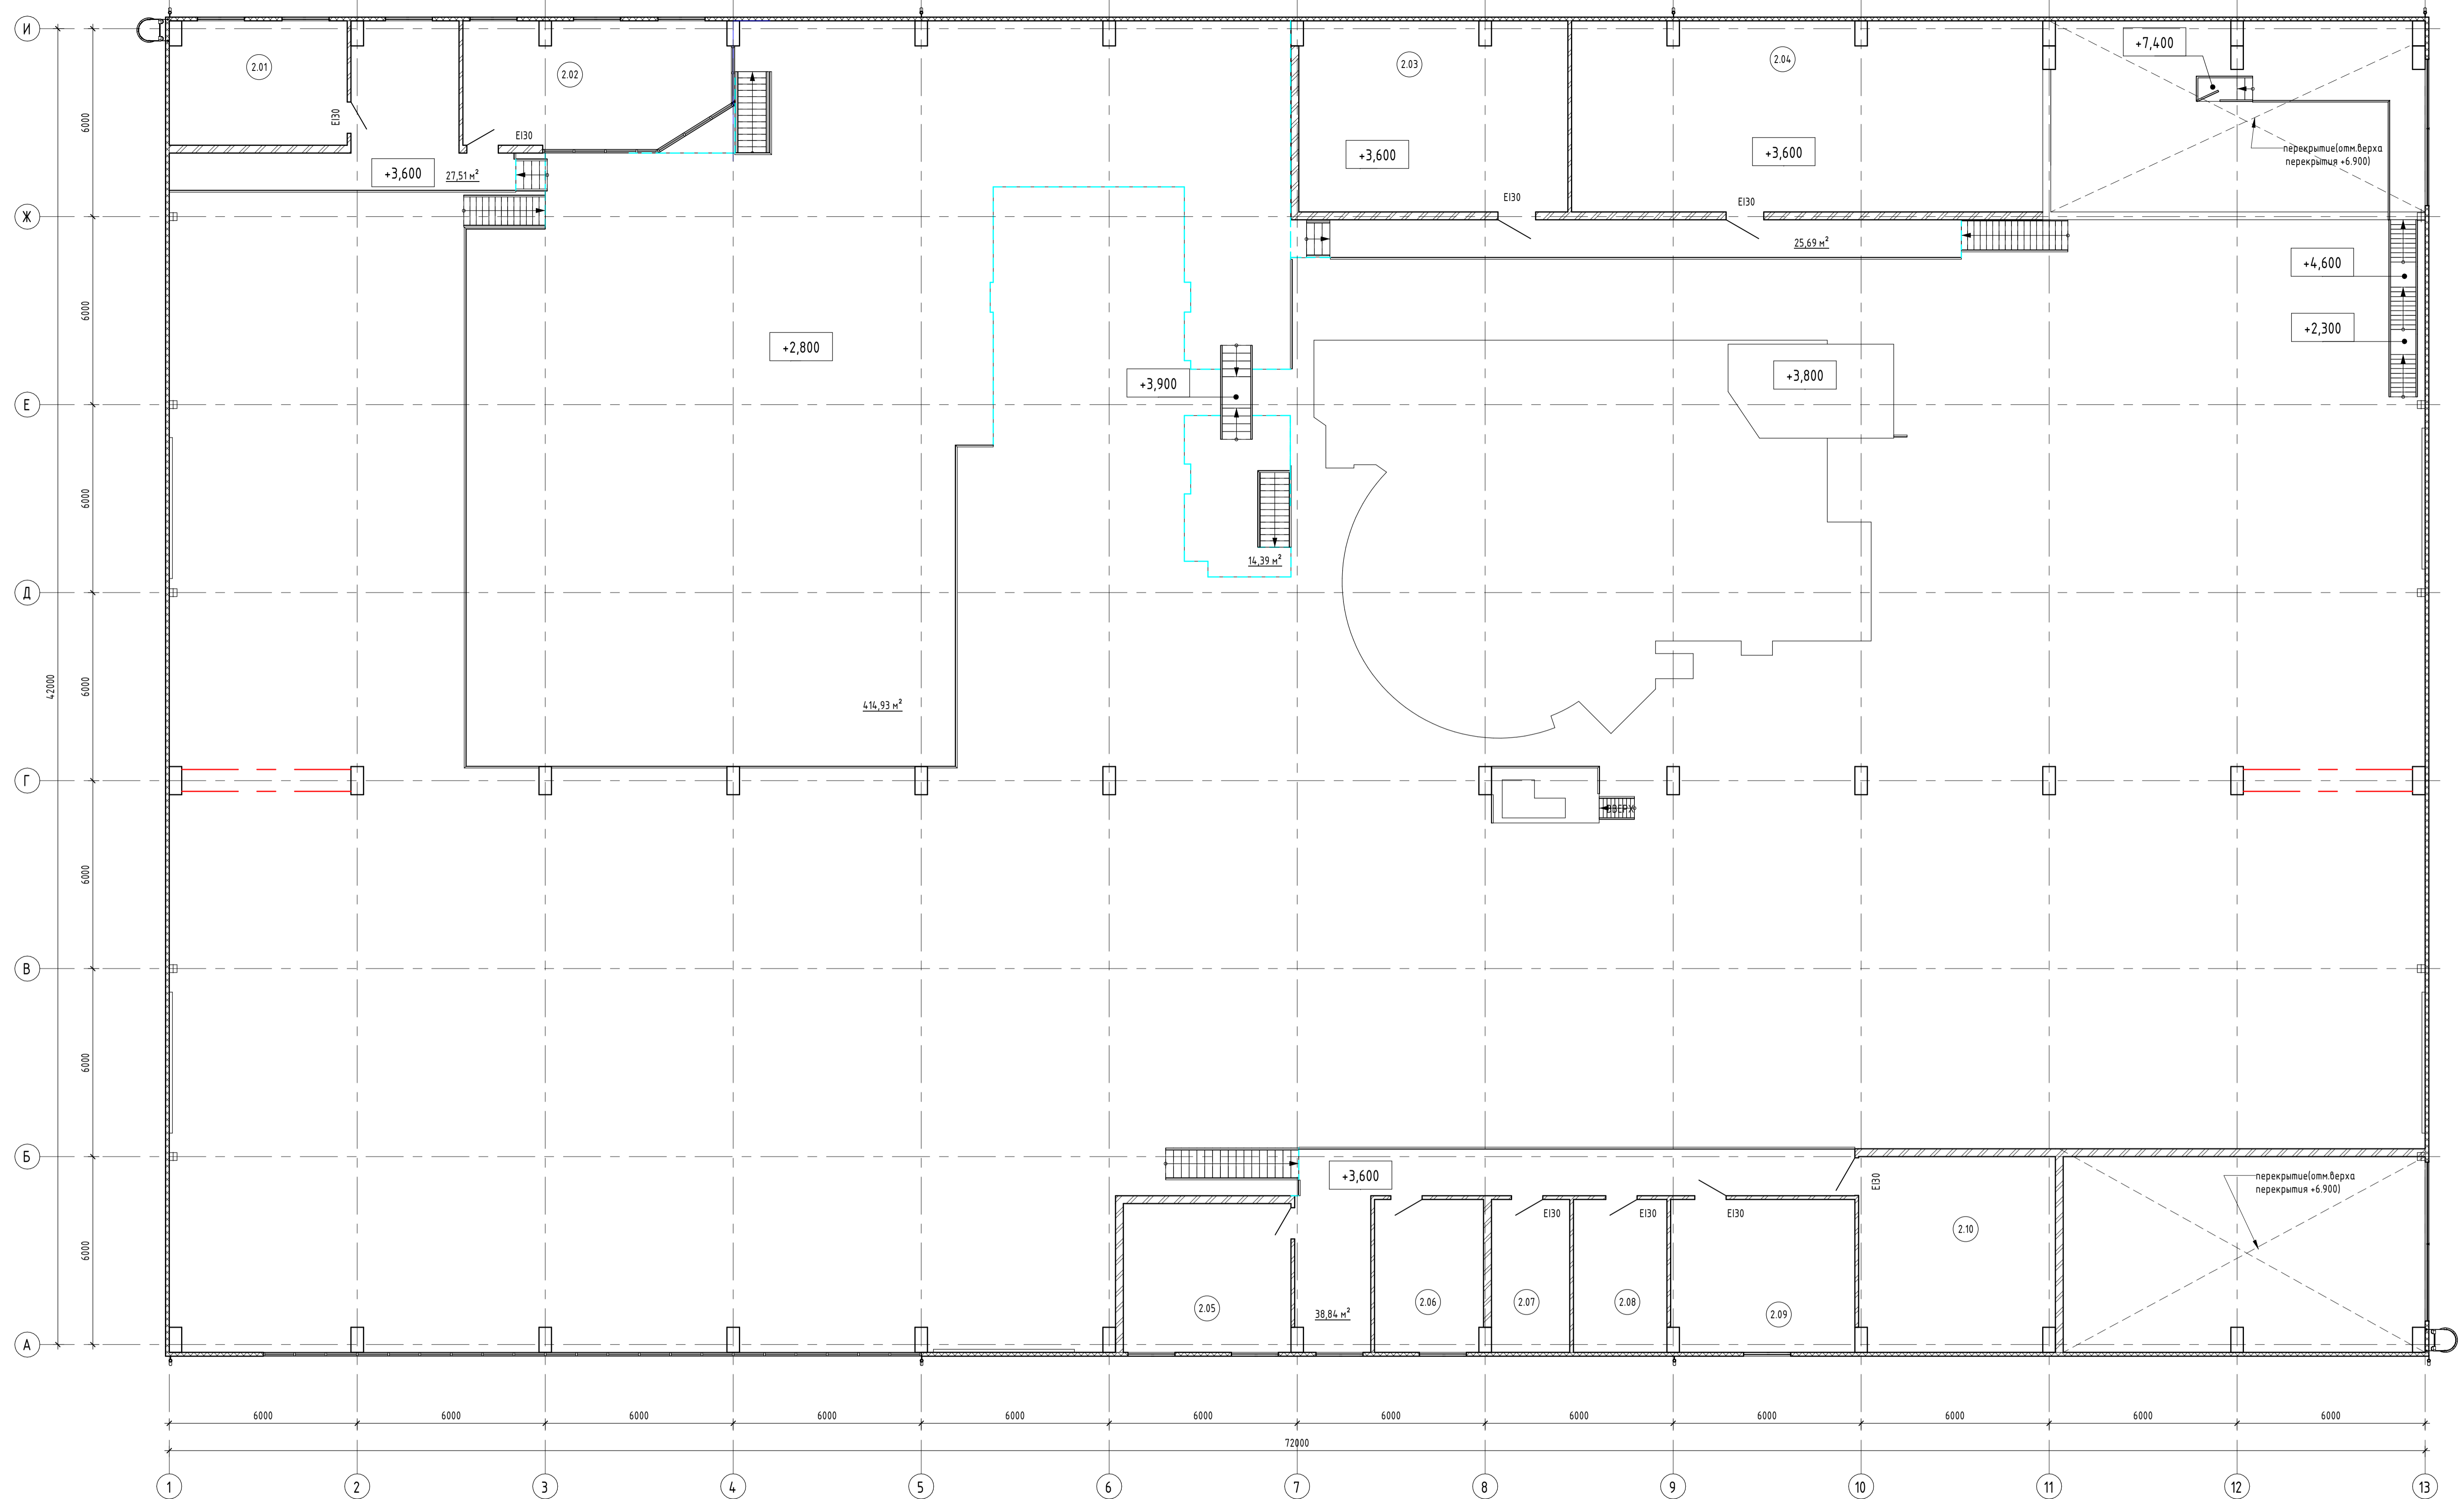 И
2.01
2.02
2.03
2.04
+7,400
6000
EI30
EI30
+3,600
27,51 м²
+3,600
+3,600
перекрытие(отм.верха
перекрытия +6.900)
EI30
EI30
Ж
25,69 м²
+4,600
6000
+2,300
+2,800
+3,900
+3,800
Е
6000
14,39 м²
Д
42000
6000
414,93 м²
Г
ВВЕРХ
6000
В
6000
Б
+3,600
EI30
перекрытие(отм.верха
перекрытия +6.900)
EI30
EI30
EI30
6000
2.10
2.05
2.06
2.07
2.08
2.09
38,84 м²
А
6000
6000
6000
6000
6000
6000
6000
6000
6000
6000
6000
6000
72000
1
2
3
4
5
6
7
8
9
10
11
12
13